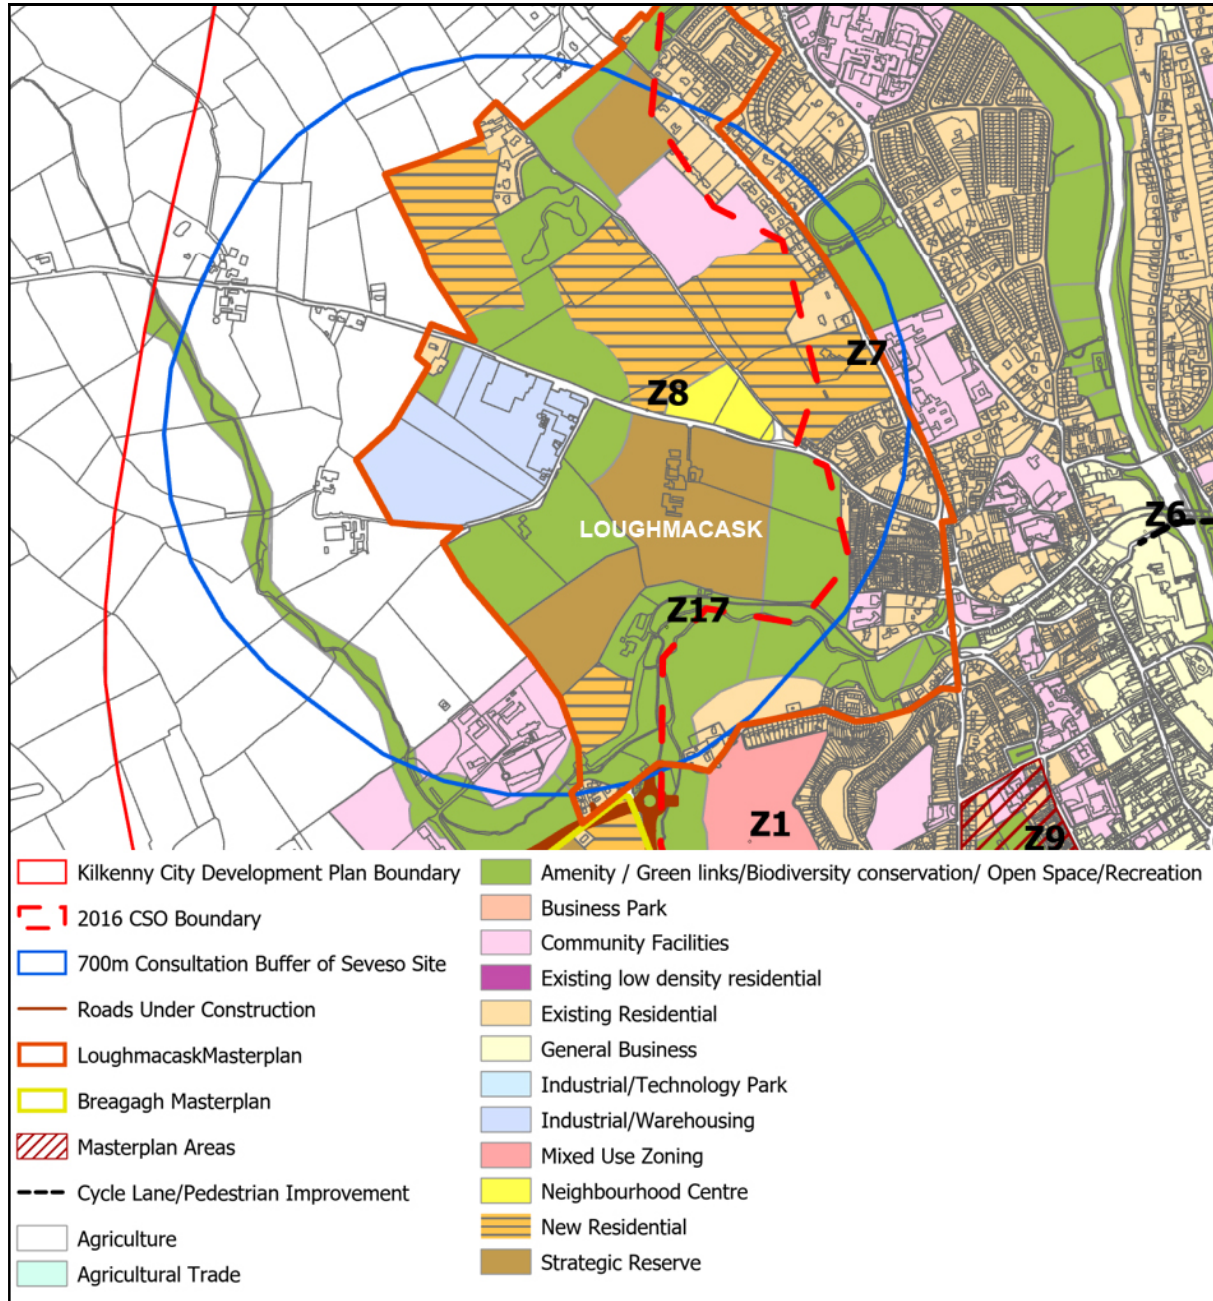 Z7
Z8
Z6
LOUGHMACASK
Z17
Z1
Z9
Kilkenny City Development Plan Boundary
2016 CSO Boundary
700m Consultation Buffer of Seveso Site
Roads Under Construction
LoughmacaskMasterplan
Breagagh Masterplan
Masterplan Areas
Cycle Lane/Pedestrian Improvement
Agriculture
Agricultural Trade
Amenity / Green links/Biodiversity conservation/ Open Space/Recreation
Business Park
Community Facilities
Existing low density residential
Existing Residential
General Business
Industrial/Technology Park
Industrial/Warehousing
Mixed Use Zoning
Neighbourhood Centre
New Residential
Strategic Reserve